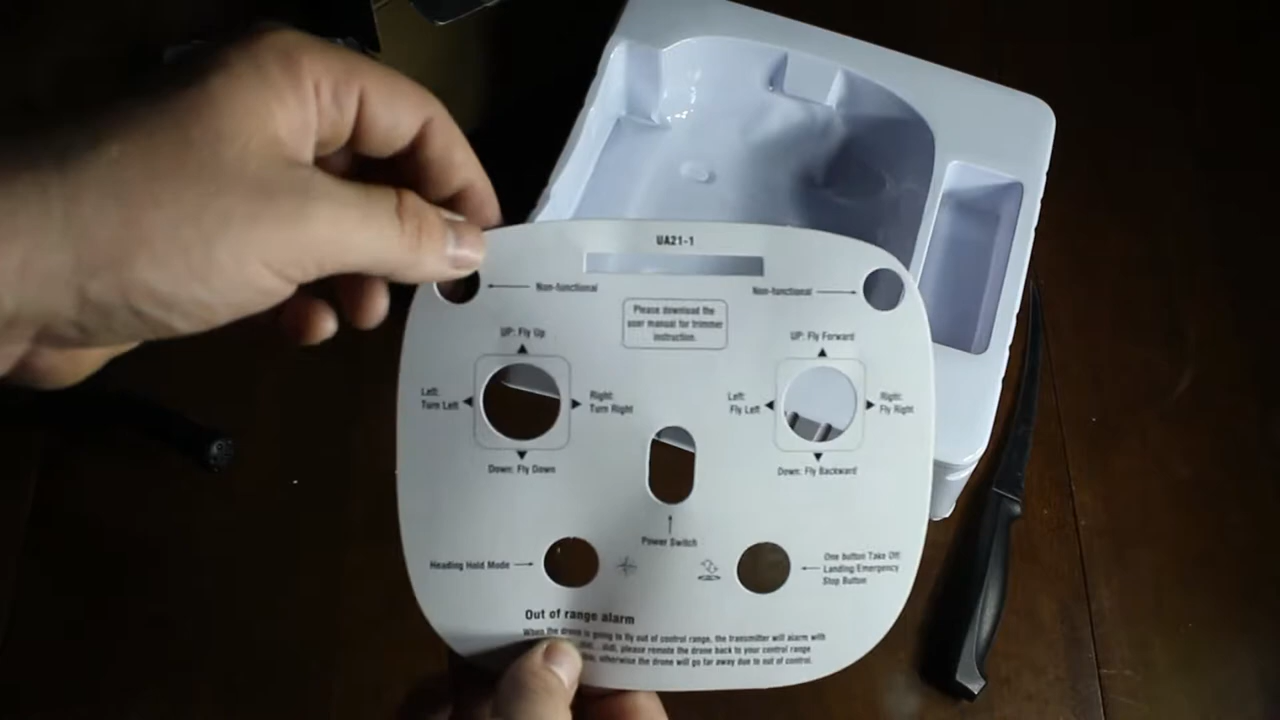 UA21-1
Non-functional
Non-functional
Please download the
user manual for trimmer
instruction.
UP: Fly Up
Left:
Turn Left
Right:
Turn Right
Down: Fly Down
UP: Fly Forward
Left:
Fly Left
Right:
Fly Right
Down: Fly Backward
Power Switch
Heading Hold Mode
One button Take Off/
Landing/Emergency
Stop Button
Out of range alarm
When the drone is going to fly out of control range, the transmitter will alarm with
please remote the drone back to your control range
otherwise the drone will go far away due to out of control.